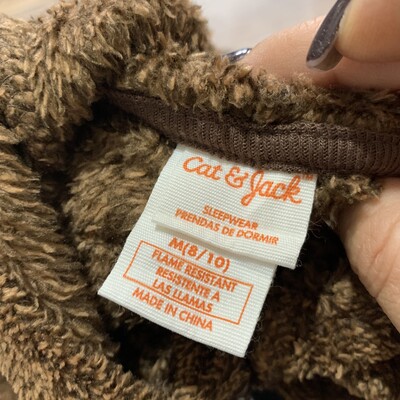 Cat & Jack
SLEEPWEAR
PRENDAS DE DORMIR
M(8/10)
FLAME RESISTANT
RESISTENTE A
LAS LLAMAS
MADE IN CHINA